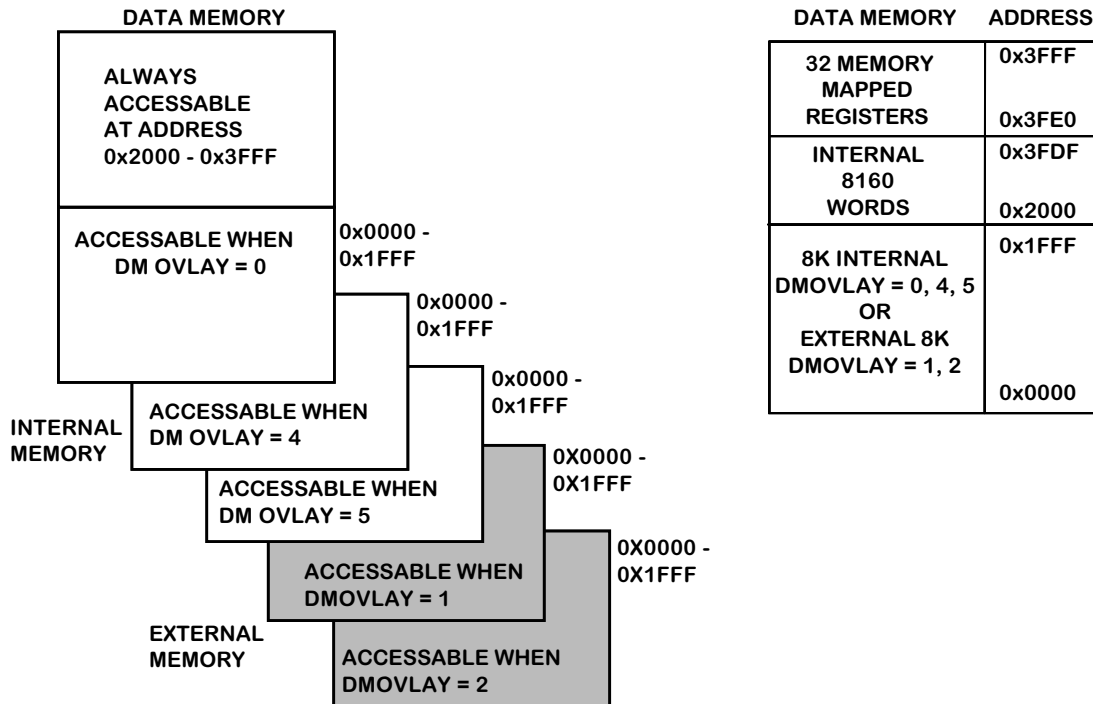 DATA MEMORY
ALWAYS
ACCESSABLE
AT ADDRESS
0x2000 - 0x3FFF
ACCESSABLE WHEN
DM OVLAY = 0
0x0000 -
0x1FFF
0x0000 -
0x1FFF
ACCESSABLE WHEN
DM OVLAY = 4
0x0000 -
0x1FFF
INTERNAL
MEMORY
ACCESSABLE WHEN
DM OVLAY = 5
0X0000 -
0X1FFF
ACCESSABLE WHEN
DMOVLAY = 1
0X0000 -
0X1FFF
EXTERNAL
MEMORY
ACCESSABLE WHEN
DMOVLAY = 2
DATA MEMORY ADDRESS
32 MEMORY
MAPPED
REGISTERS
0x3FFF
0x3FE0
INTERNAL
8160
WORDS
0x3FDF
0x2000
8K INTERNAL
DMOVLAY = 0, 4, 5
OR
EXTERNAL 8K
DMOVLAY = 1, 2
0x1FFF
0x0000